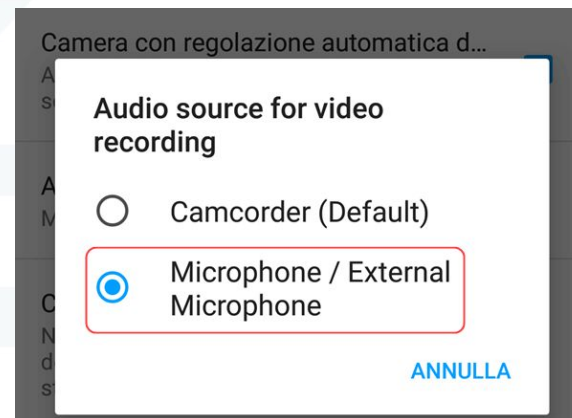 Camera con regolazione automatica d...
A
s
Audio source for video
recording
A
M
Camcorder (Default)
Microphone / External
Microphone
C
N
d
s
ANNULLA